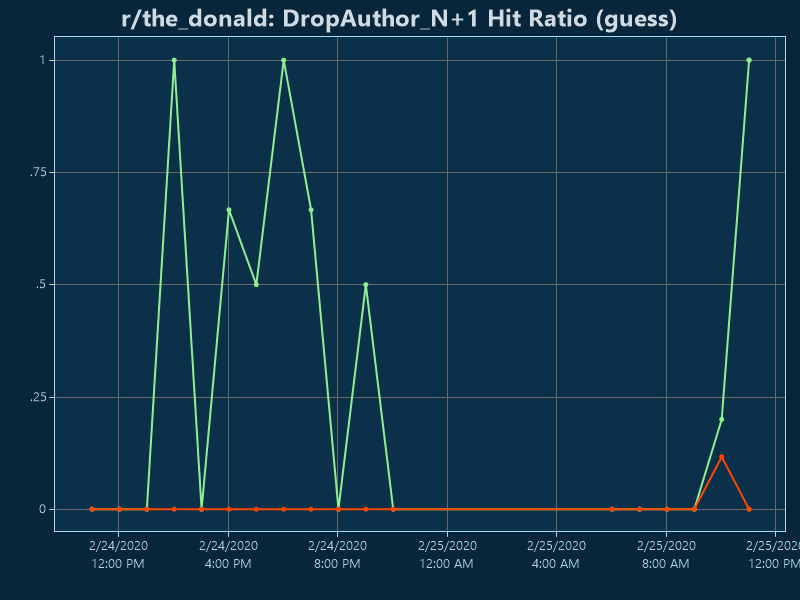 r/the_donald: DropAuthor_N+1 Hit Ratio (guess)
1
.75
.5
.25
0
2/24/2020 2/24/2020 2/24/2020 2/25/2020 2/25/2020 2/25/2020 2/25/2020
12:00 PM 4:00 PM 8:00 PM 12:00 AM 4:00 AM 8:00 AM 12:00 PM